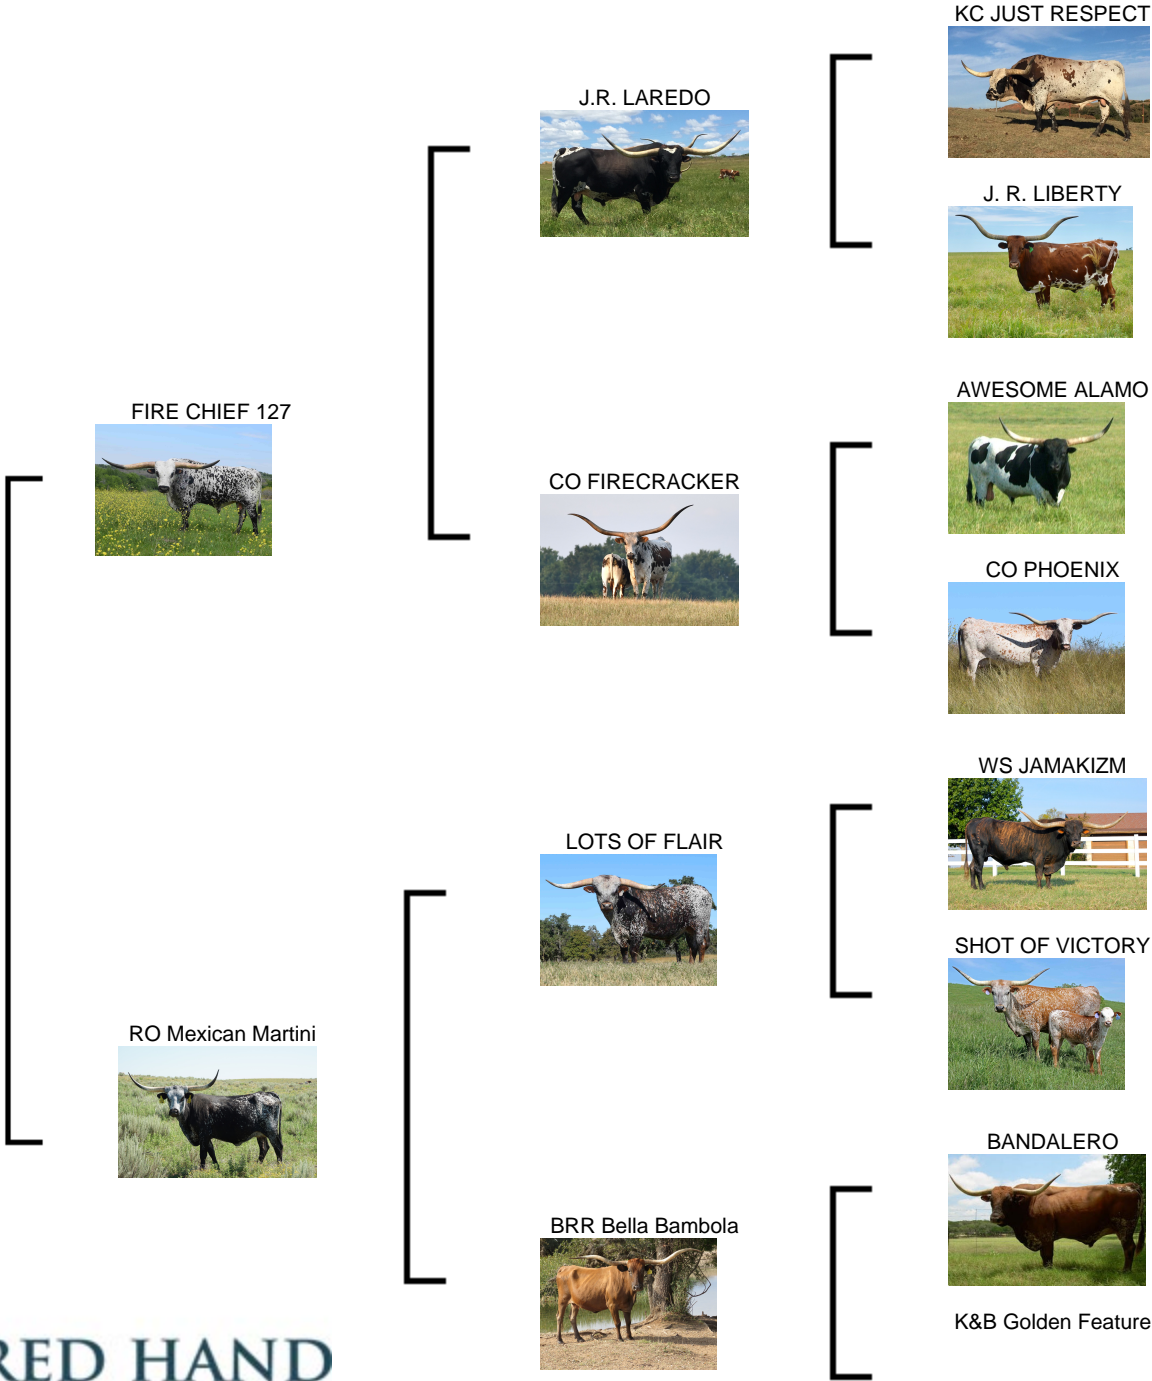 KC JUST RESPECT
J.R. LAREDO
J. R. LIBERTY
AWESOME ALAMO
FIRE CHIEF 127
CO FIRECRACKER
CO PHOENIX
WS JAMAKIZM
LOTS OF FLAIR
SHOT OF VICTORY
RO Mexican Martini
BANDALERO
BRR Bella Bambola
K&B Golden Feature
RED HAND